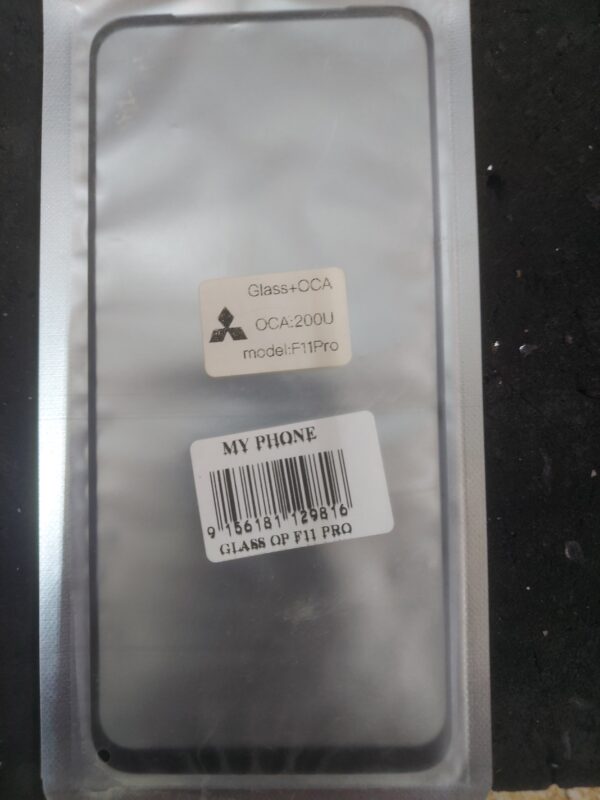 Glass+OCA
OCA:200U
model:F11Pro
MY PHONE
9 156181 129816
GLASS OP F11 PRO